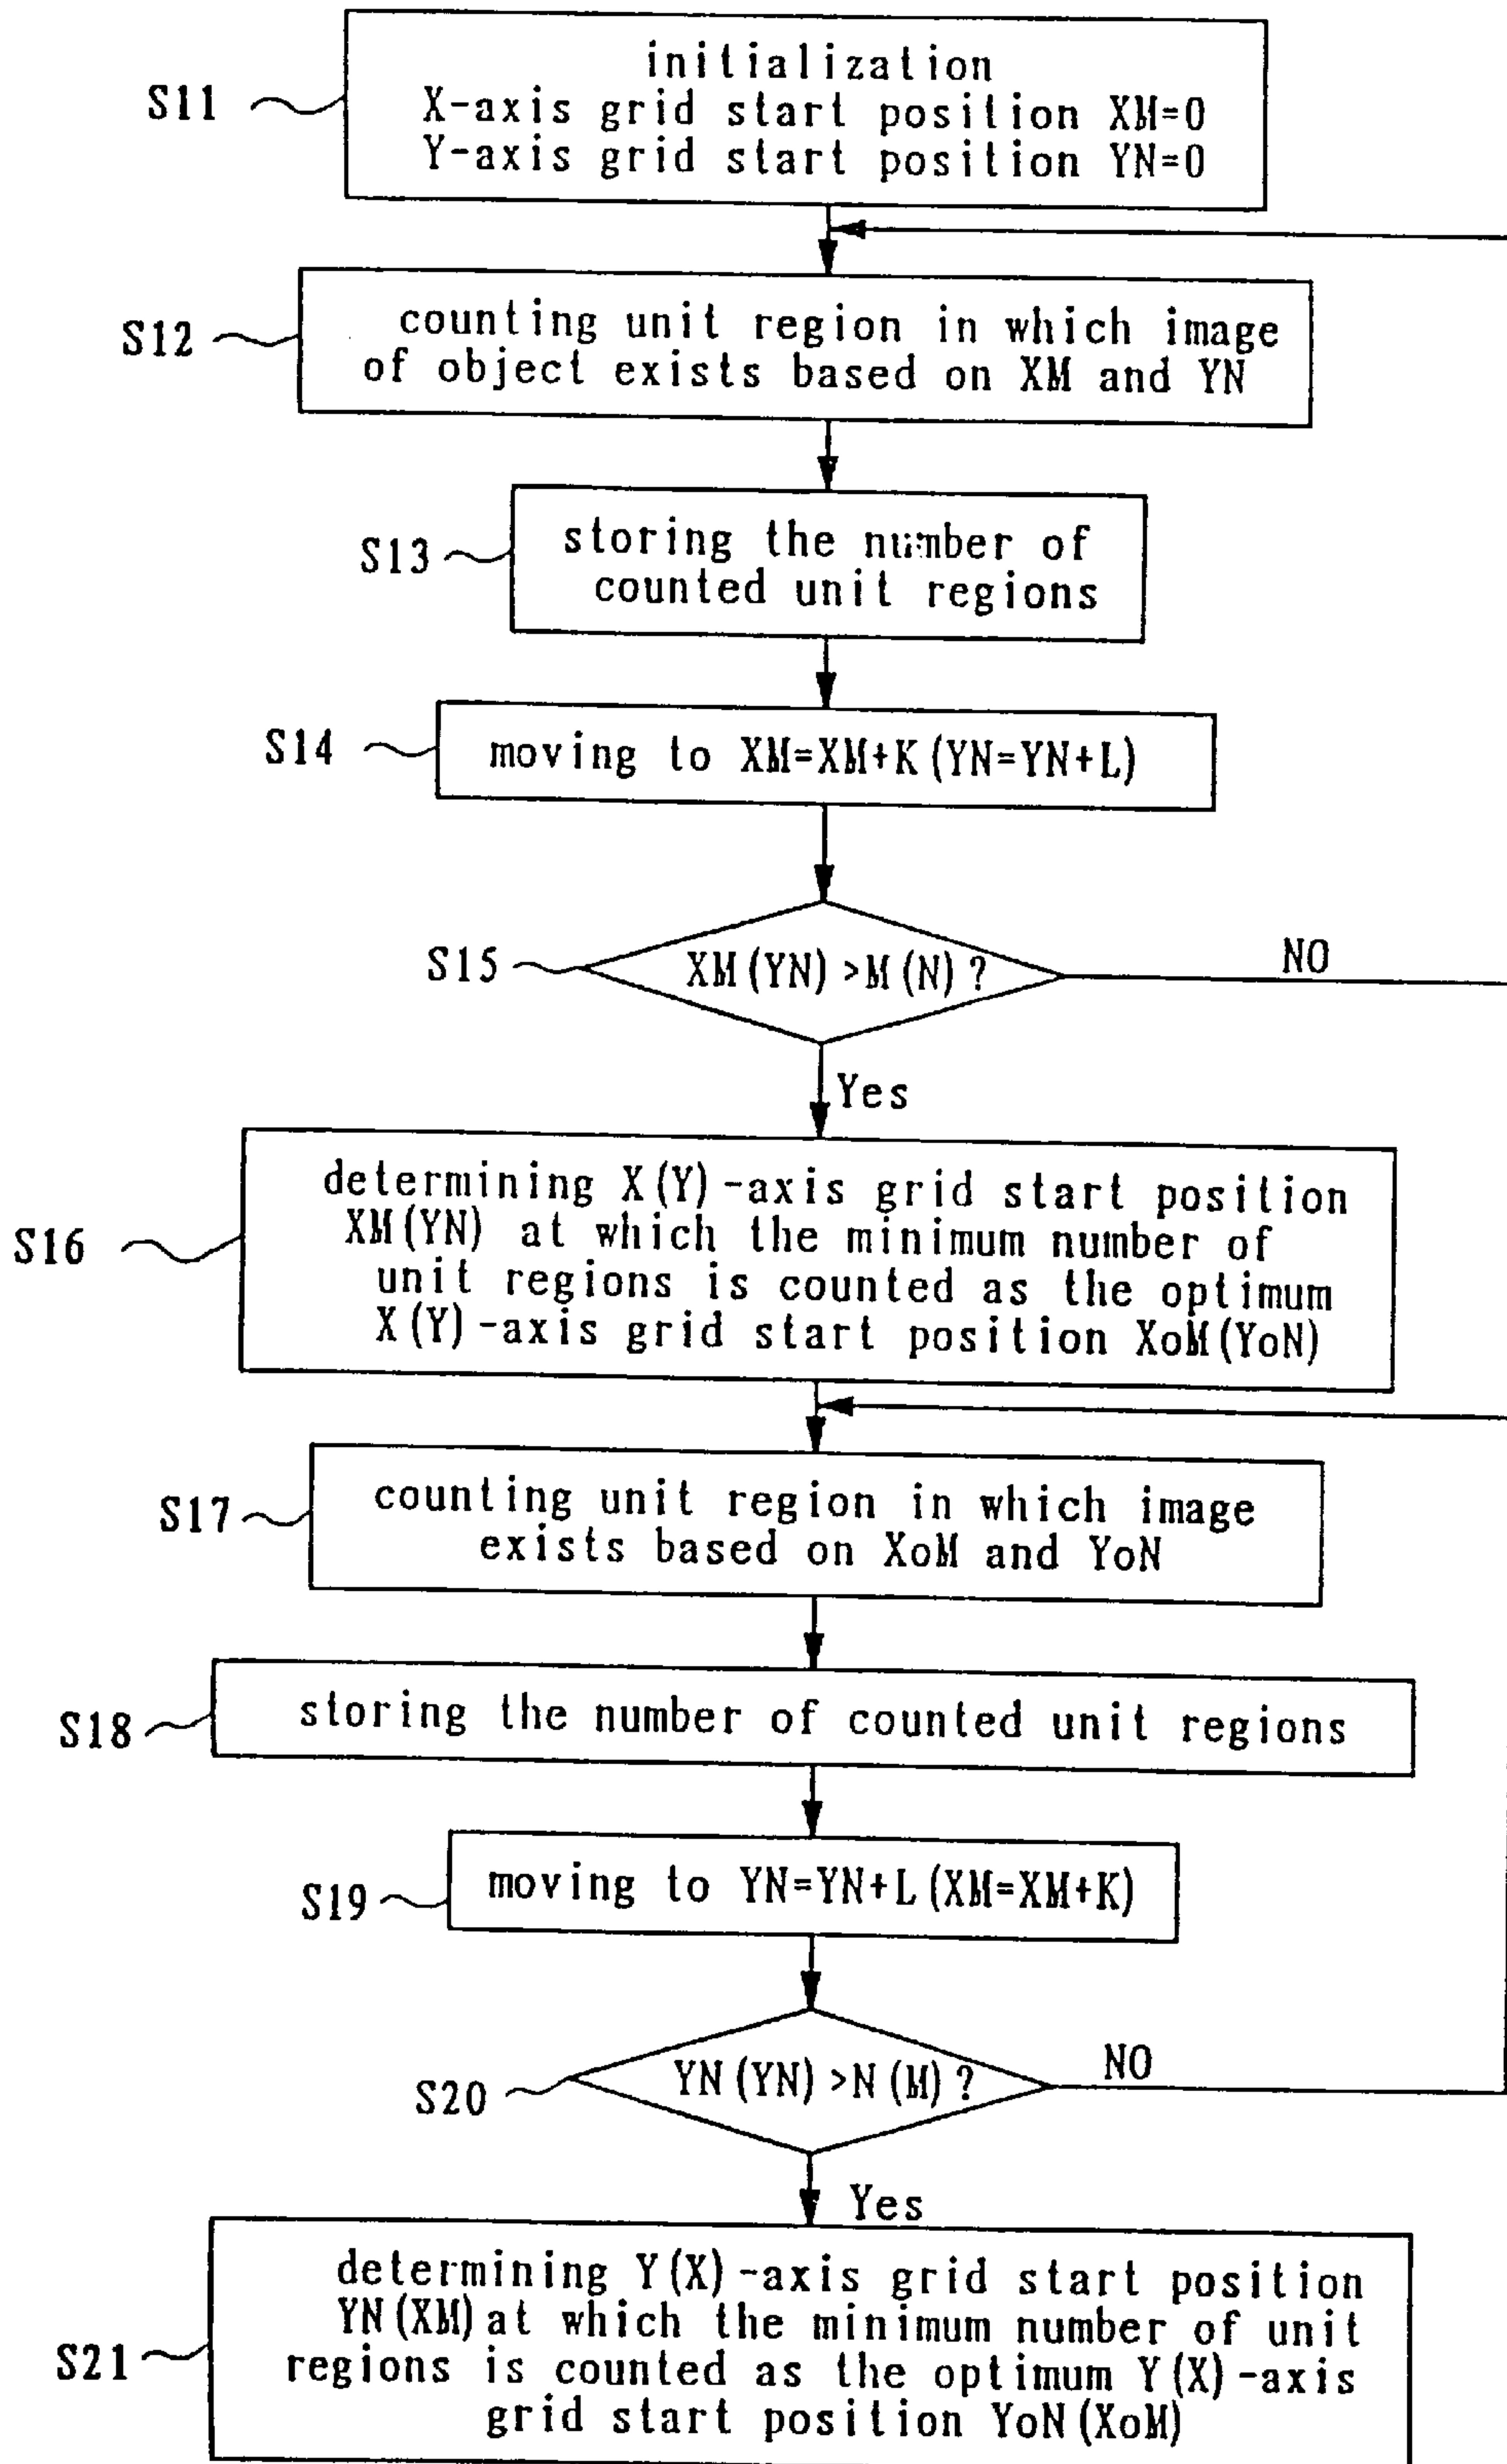 initialization
S11
X-axis grid start position XM=0
Y-axis grid start position YN=0
S12
counting unit region in which image
of object exists based on XM and YN
S13
storing the number of
counted unit regions
S14
moving to XM=XM+K(YN=YN+L)
S15
XM(YN)>M(N)?
NO
Yes
S16
determining X(Y)-axis grid start position
XM(YN) at which the minimum number of
unit regions is counted as the optimum
X(Y)-axis grid start position XoM(YoN)
S17
counting unit region in which image
exists based on XoM and YoN
S18
storing the number of counted unit regions
S19
moving to YN=YN+L(XM=XM+K)
S20
YN(YN)>N(M)?
NO
Yes
S21
determining Y(X)-axis grid start position
YN(XM)at which the minimum number of unit
regions is counted as the optimum Y(X)-axis
grid start position YoN(XoM)